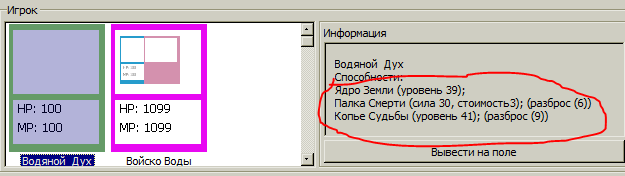 Игрок
HP: 100
MP: 100
Водяной Дух
HP: 1099
MP: 1099
Войско Воды
Информация
Водяной Дух
Способности:
Ядро Земли (уровень 39);
Палка Смерти (сила 30, стоимость3); (разброс (6))
Копье Судьбы (уровень 41); (разброс (9))
Вывести на поле